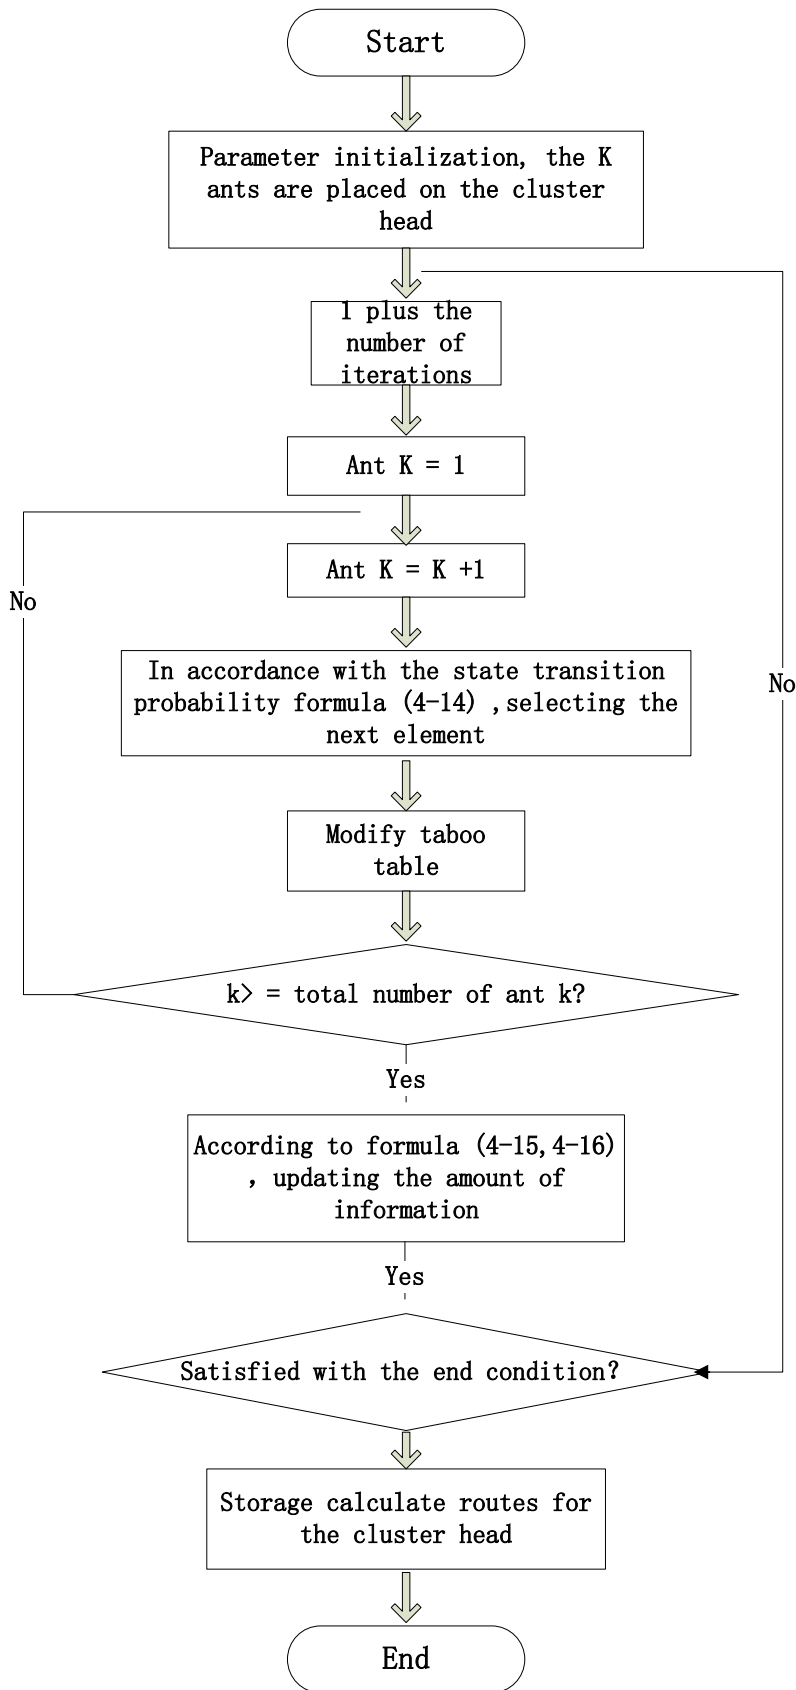 Start
Parameter initialization, the K
ants are placed on the cluster
head
1 plus the
number of
iterations
Ant K = 1
Ant K = K +1
No
In accordance with the state transition
probability formula (4-14) ,selecting the
next element
No
Modify taboo
table
k> = total number of ant k?
Yes
According to formula (4-15,4-16)
, updating the amount of
information
Yes
Satisfied with the end condition?
Storage calculate routes for
the cluster head
End